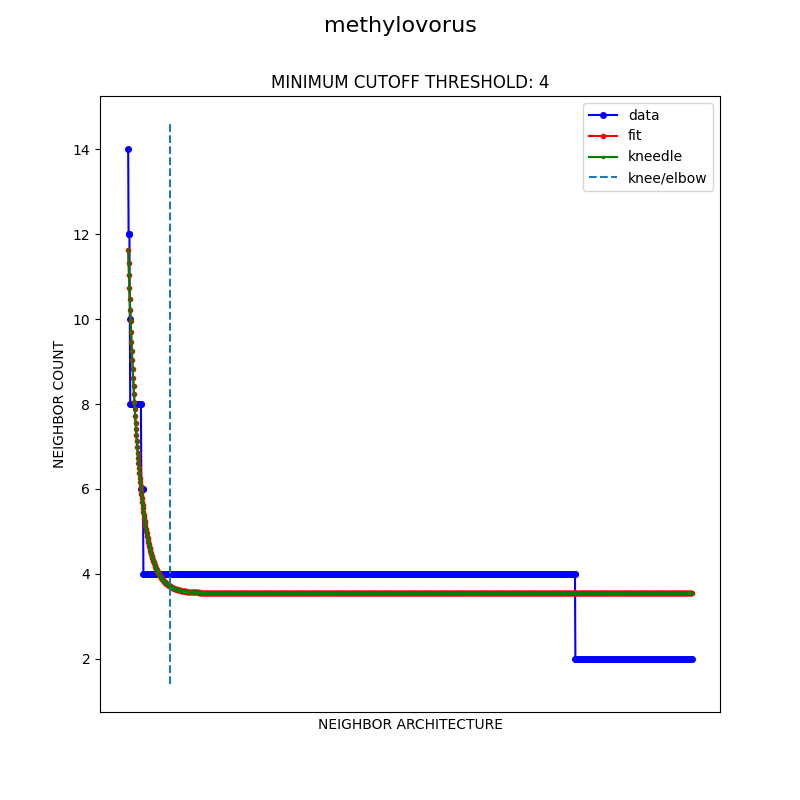 methylovorus
MINIMUM CUTOFF THRESHOLD: 4
data
fit
kneedle
knee/elbow
14
12
10
8
6
4
2
NEIGHBOR COUNT
NEIGHBOR ARCHITECTURE